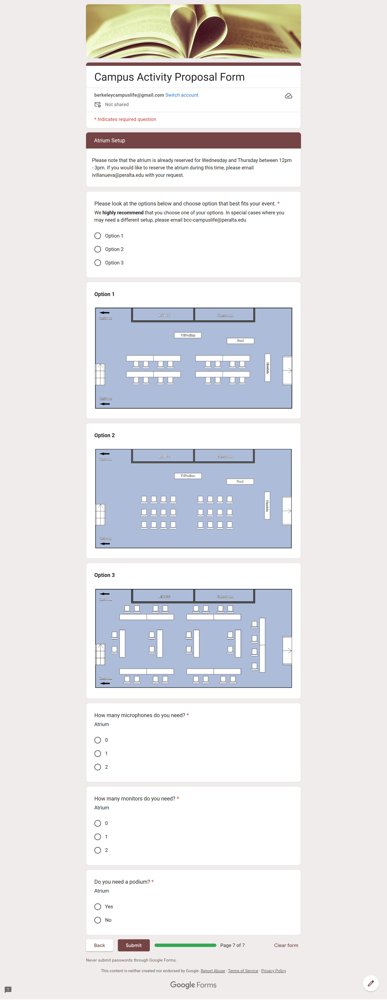 Campus Activity Proposal Form
berkeleycampuslife@gmail.com Switch account
Not shared
* Indicates required question
Atrium Setup
Please note that the atrium is already reserved for Wednesday and Thursday between 12pm
- 3pm. If you would like to reserve the atrium during this time, please email
ivillanueva@peralta.edu with your request.
Please look at the options below and choose option that best fits your event. *
We highly recommend that you choose one of your options. In special cases where you
may need a different setup, please email bcc-campuslife@peralta.edu
Option 1
Option 2
Option 3
Option 1
Restroom
ASBCC
Classroom
TV/Podium
Food
Check-in
Restroom
Option 2
Restroom
ASBCC
Classroom
TV/Podium
Food
Check-in
Restroom
Option 3
Restroom
ASBCC
Classroom
Restroom
How many microphones do you need? *
Atrium
0
1
2
How many monitors do you need? *
Atrium
0
1
2
Do you need a podium? *
Atrium
Yes
No
Back
Submit
Page 7 of 7
Clear form
Never submit passwords through Google Forms.
This content is neither created nor endorsed by Google. Report Abuse - Terms of Service - Privacy Policy
Google Forms